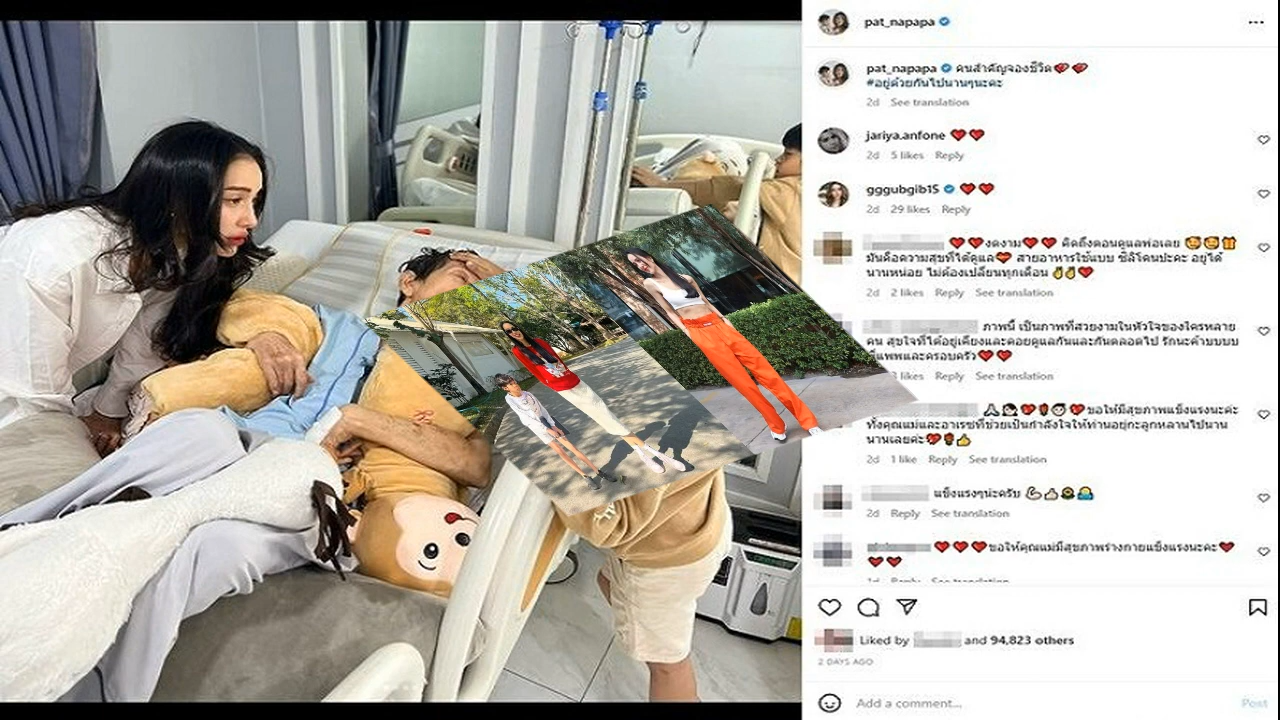 pat_napapa
pat_napapa คนสำคัญของชีวิต
#อยู่ด้วยกันไปนานๆนะคะ
2d See translation
jariya.anfone
2d 5 likes Reply
gggubgib15
2d 29 likes Reply
งดงาม คิดถึงตอนดูแลพ่อเลย
มันคือความสุขที่ได้ดูแล สายอาหารใช้แบบ ซิลิโคนปะคะ อยู่ได้
นานหน่อย ไม่ต้องเปลี่ยนทุกเดือน
2d 2 likes Reply See translation
ภาพนี้ เป็นภาพที่สวยงามในหัวใจของใครหลาย
คน สุขใจที่ได้อยู่เคียงและคอยดูแลกันและกันตลอดไป รักนะค้าบบบบ
แพทและครอบครัว
likes Reply See translation
ขอให้มีสุขภาพแข็งแรงนะค่ะ
ทั้งคุณแม่และอาเรซที่ช่วยเป็นกำลังใจให้ท่านอยู่กะลูกหลานไปนาน
นานเลยค่ะ
2d 1 like Reply See translation
แข็งแรงๆน่ะครับ
2d Reply See translation
ขอให้คุณแม่มีสุขภาพร่างกายแข็งแรงนะคะ
1d Reply See translation
Liked by and 94,823 others
2 DAYS AGO
Add a comment... Post